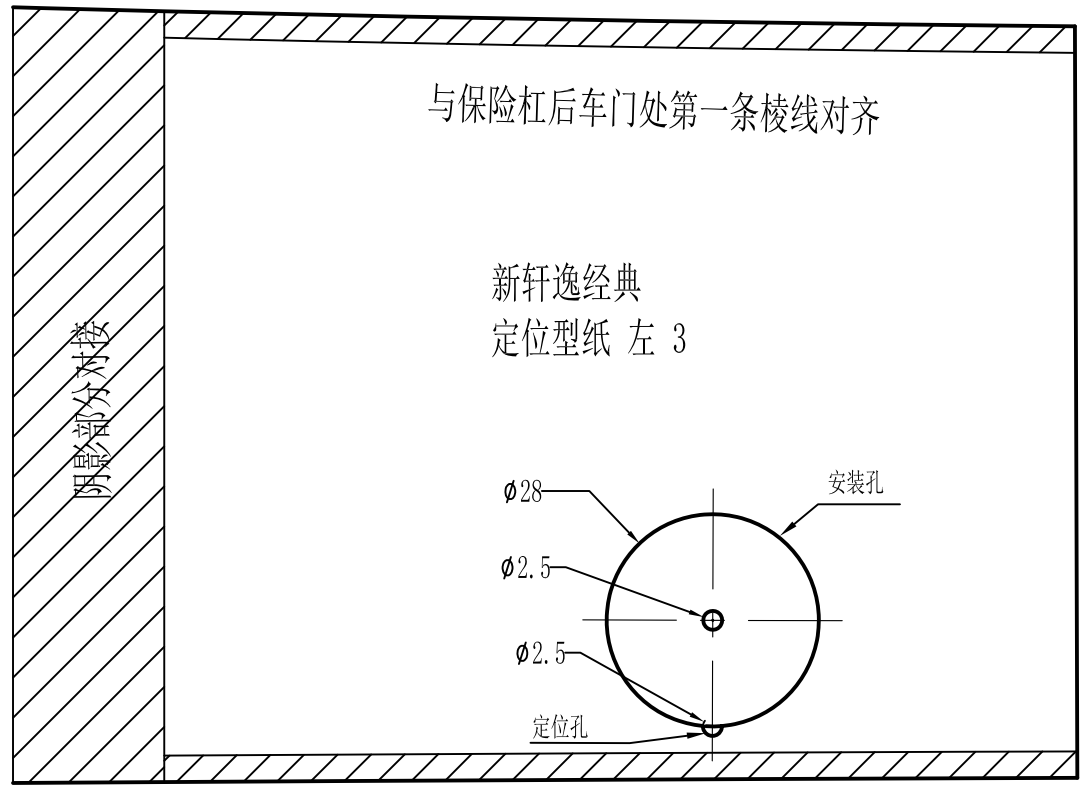 与保险杠后车门处第一条棱线对齐
新轩逸经典
定位型纸 左 3
阴影部分对接
ϕ28
安装孔
ϕ2.5
ϕ2.5
定位孔